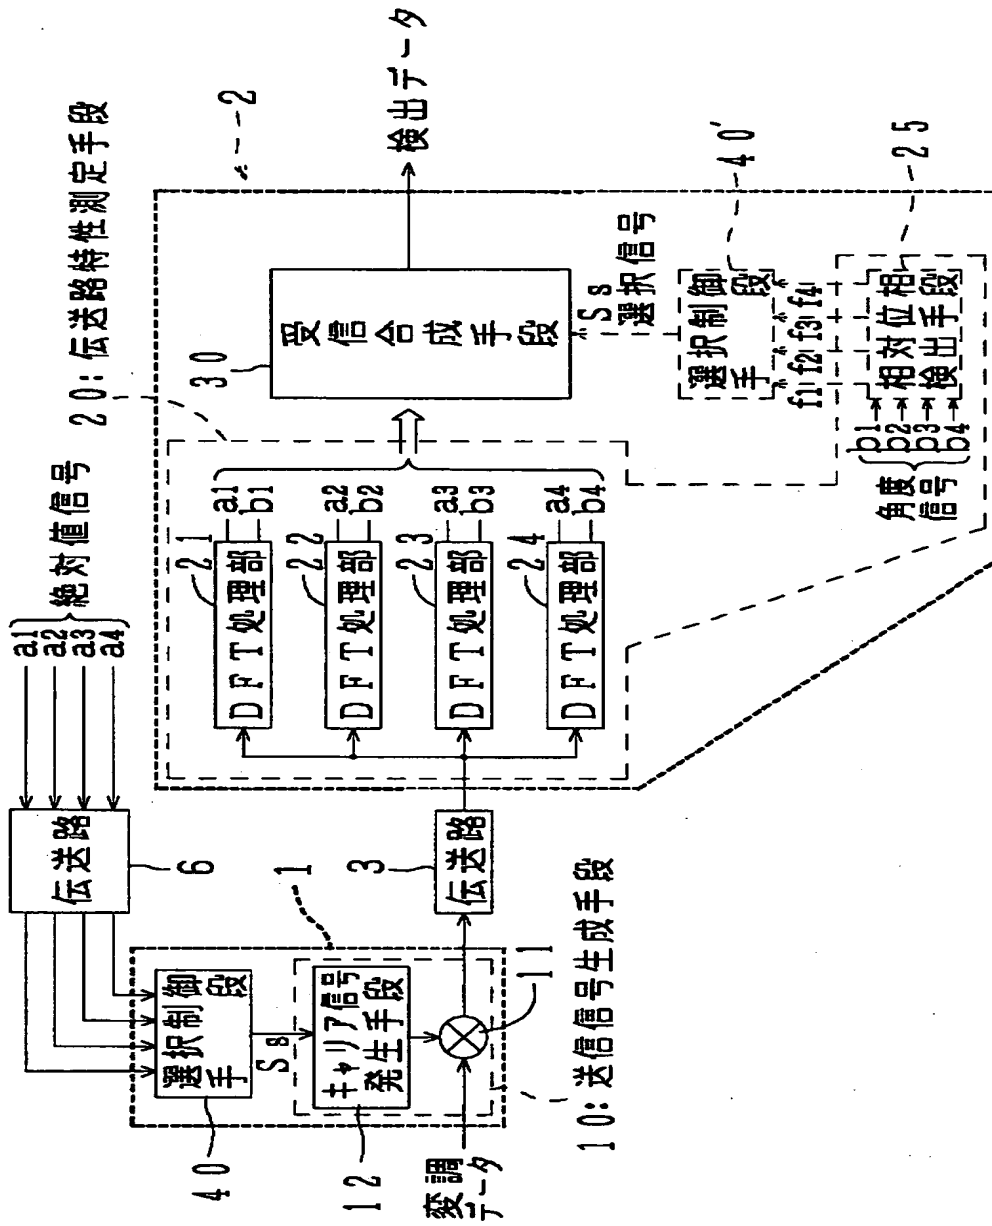 変調
データ
12
40
選択制御
手段
Ss
キャリア信号
発生手段
11
10:送信信号生成手段
1
伝送路
6
伝送路
3
a1
a2
a3
a4
絶対値信号
20:伝送路特性測定手段
DFT処理部
21
a1
b1
DFT処理部
22
a2
b2
DFT処理部
23
a3
b3
DFT処理部
24
a4
b4
30
受信合成手段
検出データ
2
Ss
選択信号
選択制御
手段
40'
f1
f2
f3
f4
相対位相
検出手段
25
b1
b2
b3
b4
角度
信号